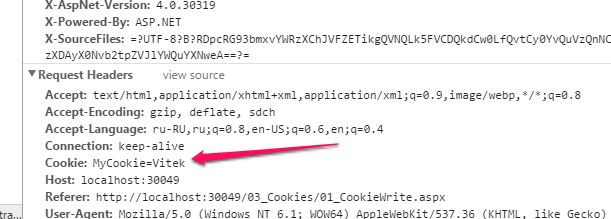 X-AspNet-Version: 4.0.30319
X-Powered-By: ASP.NET
X-SourceFiles: =?UTF-8?B?RDpcRG93bmxvYWRzXChJVFZETikgQVNQLk5FVCDQkdCw0LfQvtCy0YvQuVzQnNC
zXDAyX0Nvb2tpZVJlYWQuYXNweA==?=
Request Headers view source
Accept: text/html,application/xhtml+xml,application/xml;q=0.9,image/webp,*/*;q=0.8
Accept-Encoding: gzip, deflate, sdch
Accept-Language: ru-RU,ru;q=0.8,en-US;q=0.6,en;q=0.4
Connection: keep-alive
Cookie: MyCookie=Vitek
Host: localhost:30049
Referer: http://localhost:30049/03_Cookies/01_CookieWrite.aspx
tra... User-Agent: Mozilla/5.0 (Windows NT 6.1; WOW64) AppleWebKit/537.36 (KHTML, like Gecko)